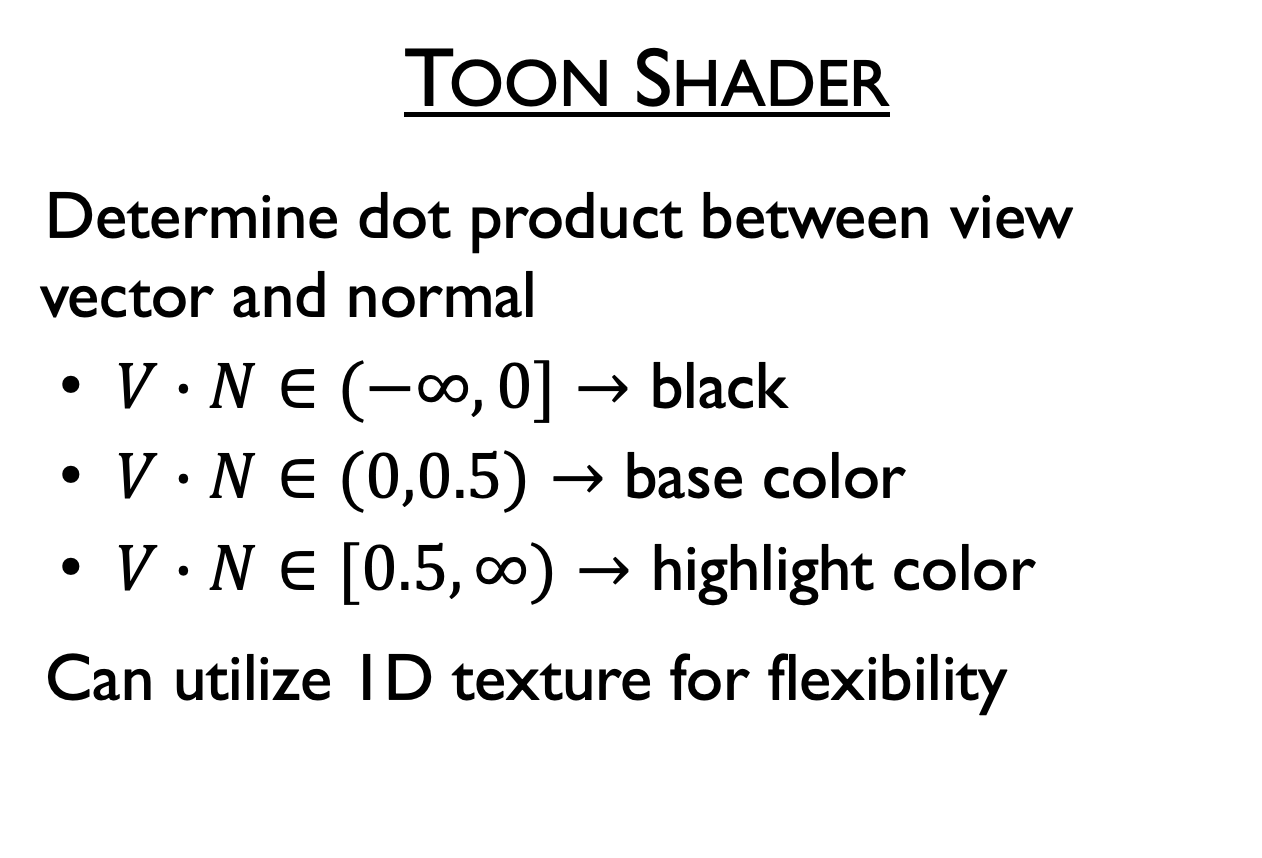 TOON SHADER
Determine dot product between view
vector and normal
• V · N ∈ (−∞, 0] → black
• V · N ∈ (0,0.5) → base color
• V · N ∈ [0.5, ∞) → highlight color
Can utilize 1D texture for flexibility